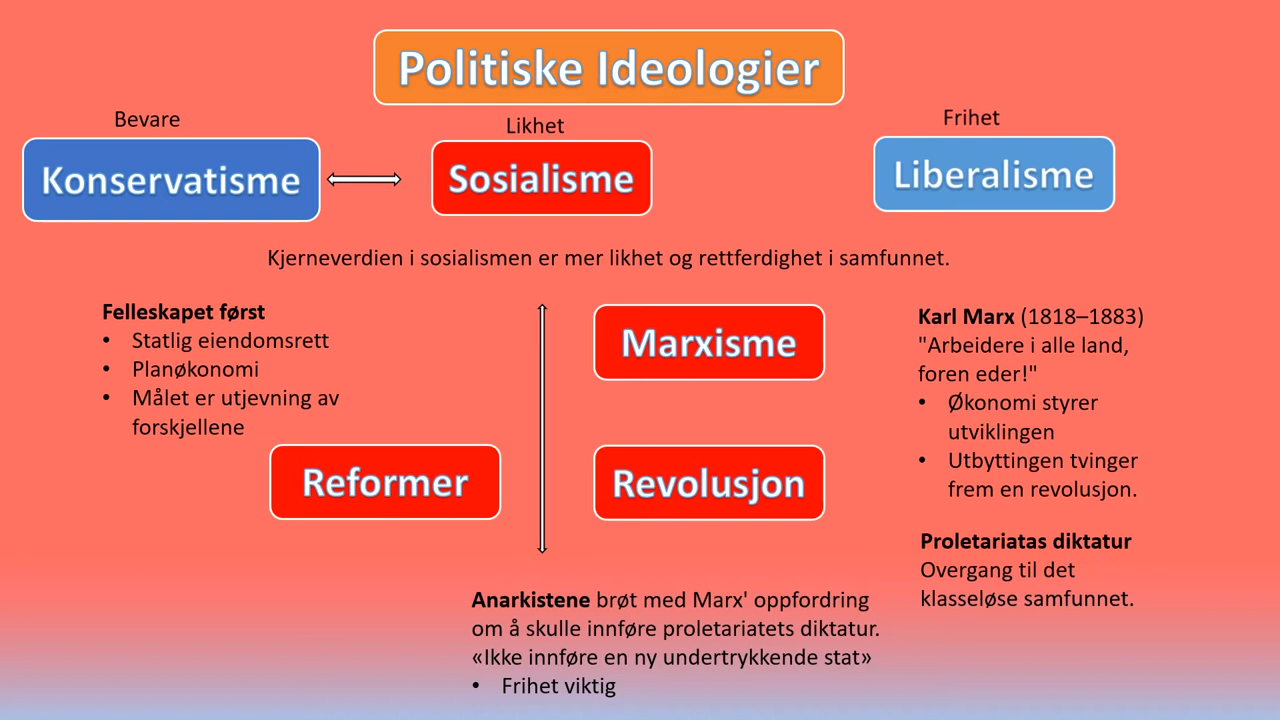 Politiske Ideologier
Bevare
Likhet
Frihet
Konservatisme
Sosialisme
Liberalisme
Kjerneverdien i sosialismen er mer likhet og rettferdighet i samfunnet.
Felleskapet først
• Statlig eiendomsrett
• Planøkonomi
• Målet er utjevning av
forskjellene
Marxisme
Reformer
Revolusjon
Karl Marx (1818–1883)
"Arbeidere i alle land,
foren eder!"
• Økonomi styrer
utviklingen
• Utbyttingen tvinger
frem en revolusjon.
Proletariatas diktatur
Overgang til det
klasseløse samfunnet.
Anarkistene brøt med Marx' oppfordring
om å skulle innføre proletariatets diktatur.
«Ikke innføre en ny undertrykkende stat»
• Frihet viktig